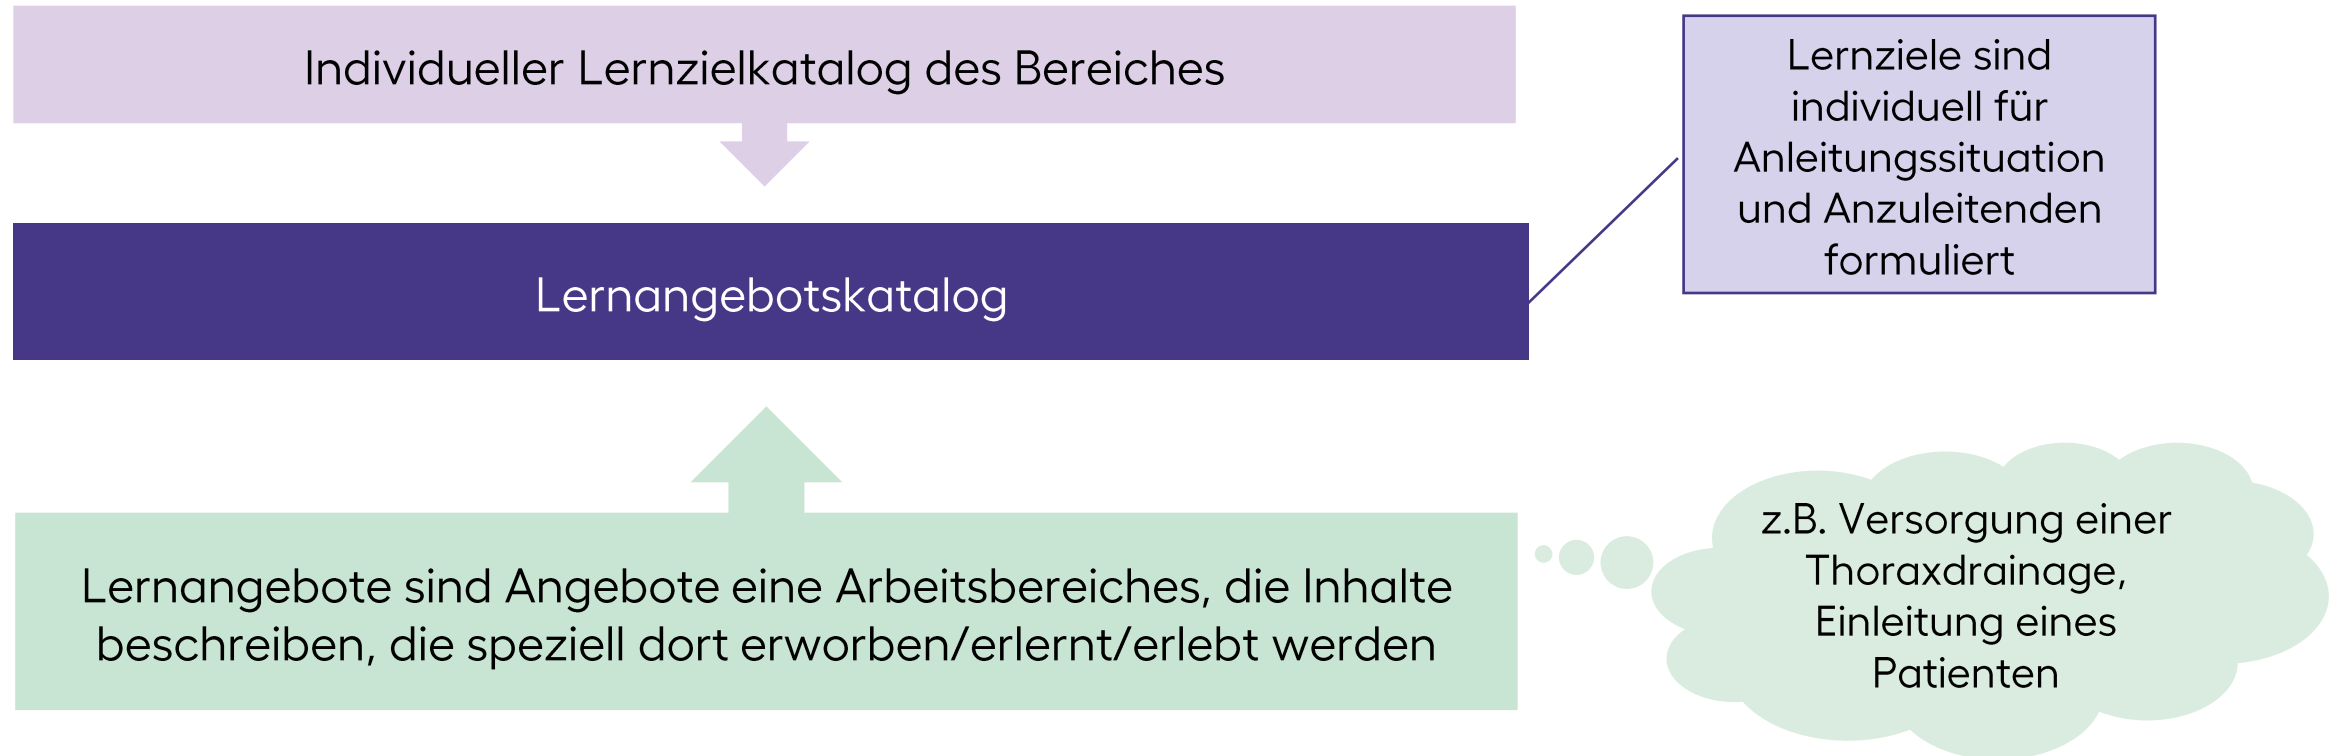 Individueller Lernzielkatalog des Bereiches
Lernziele sind
individuell für
Anleitungssituation
und Anzuleitenden
formuliert
Lernangebotskatalog
Lernangebote sind Angebote eine Arbeitsbereiches, die Inhalte
beschreiben, die speziell dort erworben/erlernt/erlebt werden
z.B. Versorgung einer
Thoraxdrainage,
Einleitung eines
Patienten